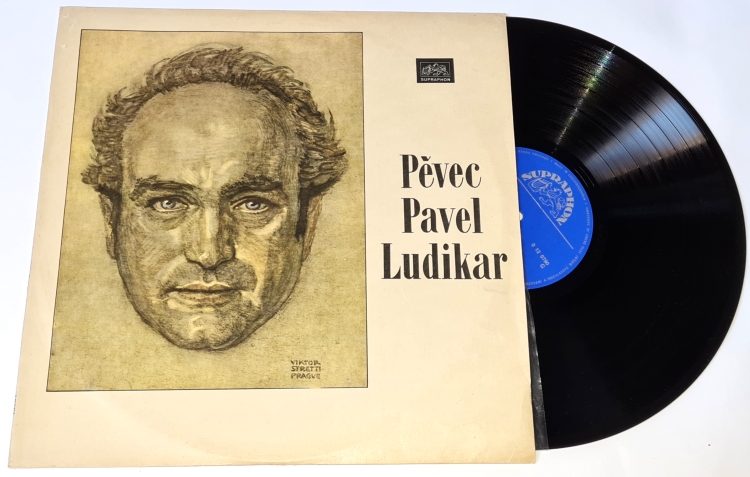 SUPRAPHON
Pěvec
Pavel
Ludikar
VIKTOR
STRETTI
PRAGUE
SUPRAPHON